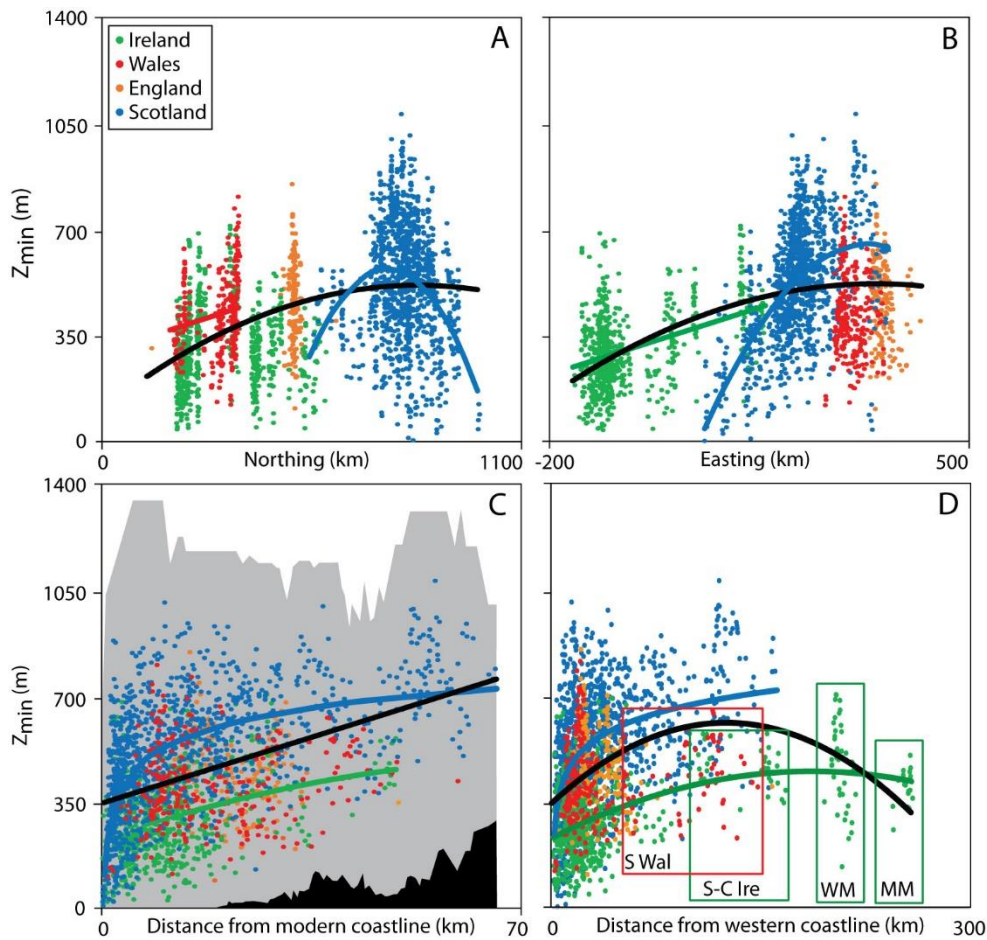 1400
A
Ireland
Wales
England
Scotland
1050
Zmin (m)
700
350
0
0
Northing (km)
1100
B
-200
Easting (km)
500
1400
C
1050
Zmin (m)
700
350
0
0
Distance from modern coastline (km)
70
D
S Wal
S-C Ire
WM
MM
0
Distance from western coastline (km)
300